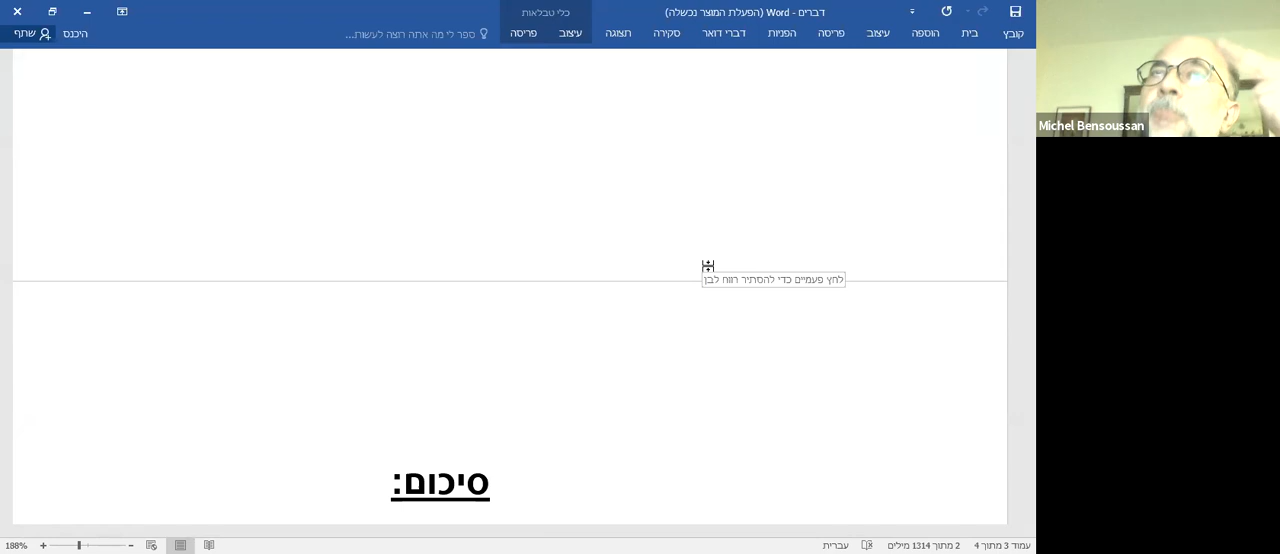 דברים - Word (הפעלת המוצר נכשלה)
כלי טבלאות
קובץ
בית
הוספה
עיצוב
פריסה
הפניות
דברי דואר
סקירה
תצוגה
עיצוב
פריסה
ספר לי מה אתה רוצה לעשות...
היכנס
שתף
Michel Bensoussan
לחץ פעמיים כדי להסתיר רווח לבן
סיכום:
עמוד 3 מתוך 4
2 מתוך 1314 מילים
עברית
188%